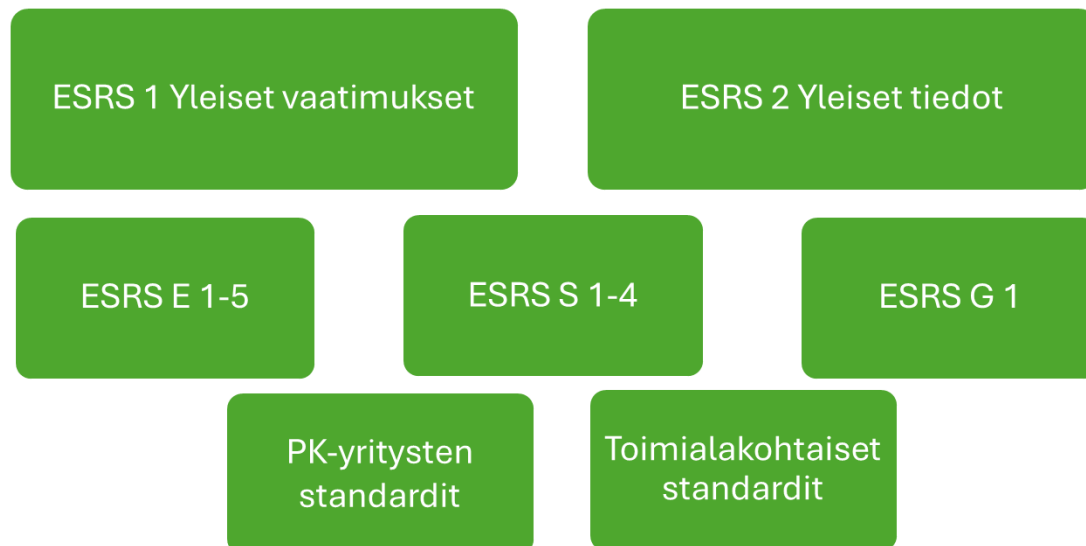 ESRS 1 Yleiset vaatimukset
ESRS 2 Yleiset tiedot
ESRS E 1-5
ESRS S 1-4
ESRS G 1
PK-yritysten
standardit
Toimialakohtaiset
standardit